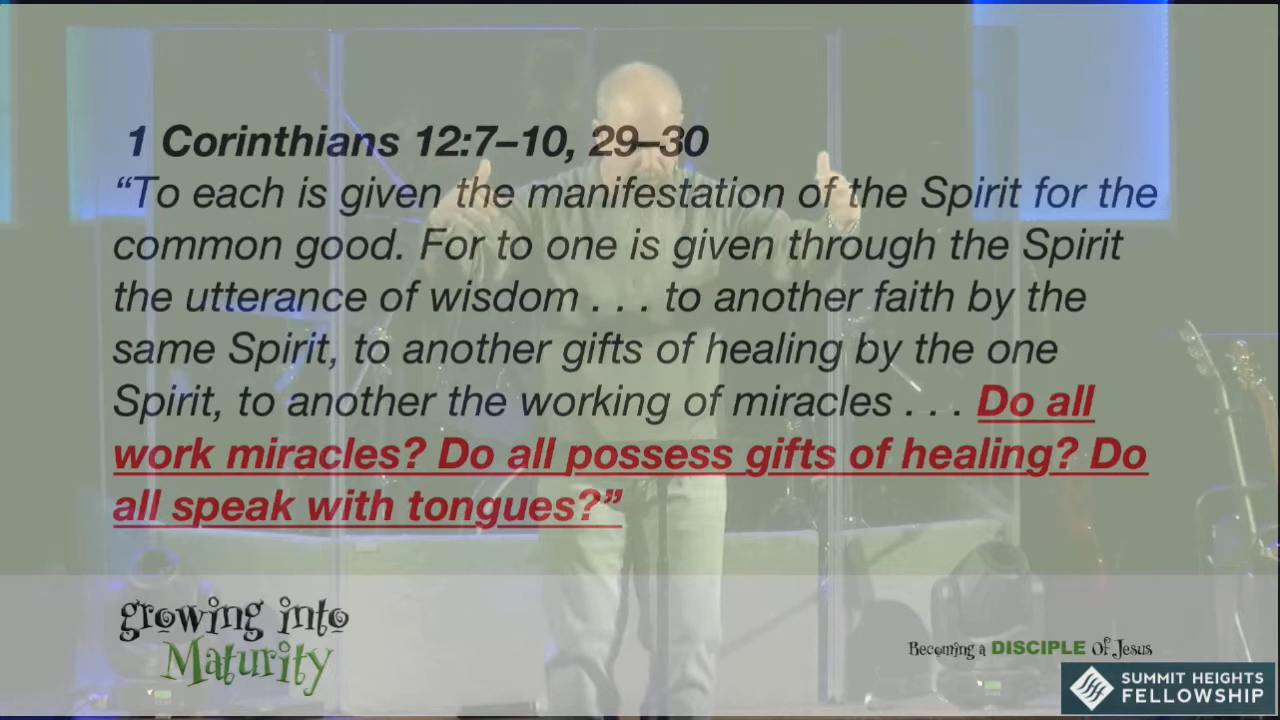 1 Corinthians 12:7–10, 29–30
“To each is given the manifestation of the Spirit for the
common good. For to one is given through the Spirit
the utterance of wisdom . . . to another faith by the
same Spirit, to another gifts of healing by the one
Spirit, to another the working of miracles . . . Do all
work miracles? Do all possess gifts of healing? Do
all speak with tongues?”
growing into
Maturity
Becoming a DISCIPLE Of Jesus
SUMMIT HEIGHTS
FELLOWSHIP